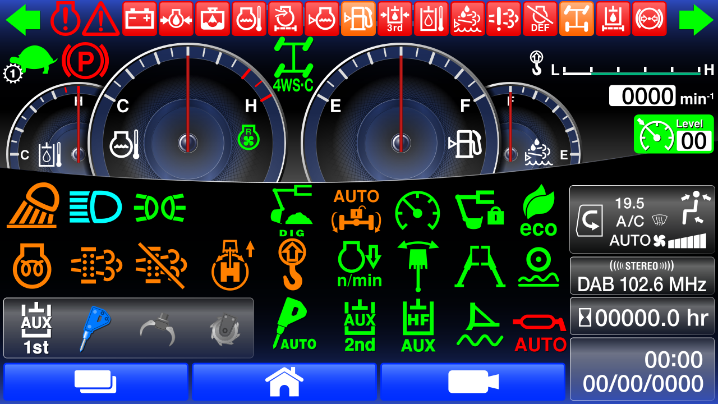 3rd
DEF
P
1
4WS·C
L H
0000 min-¹
H
C
C
H
R
E
F
F
E
Level
00
DIG
AUTO
eco
19.5
A/C
AUTO
n/min
H
((((STEREO))))
DAB 102.6 MHz
AUX
1st
AUTO
AUX
2nd
HF
AUX
AUTO
00000.0 hr
00:00
00/00/0000